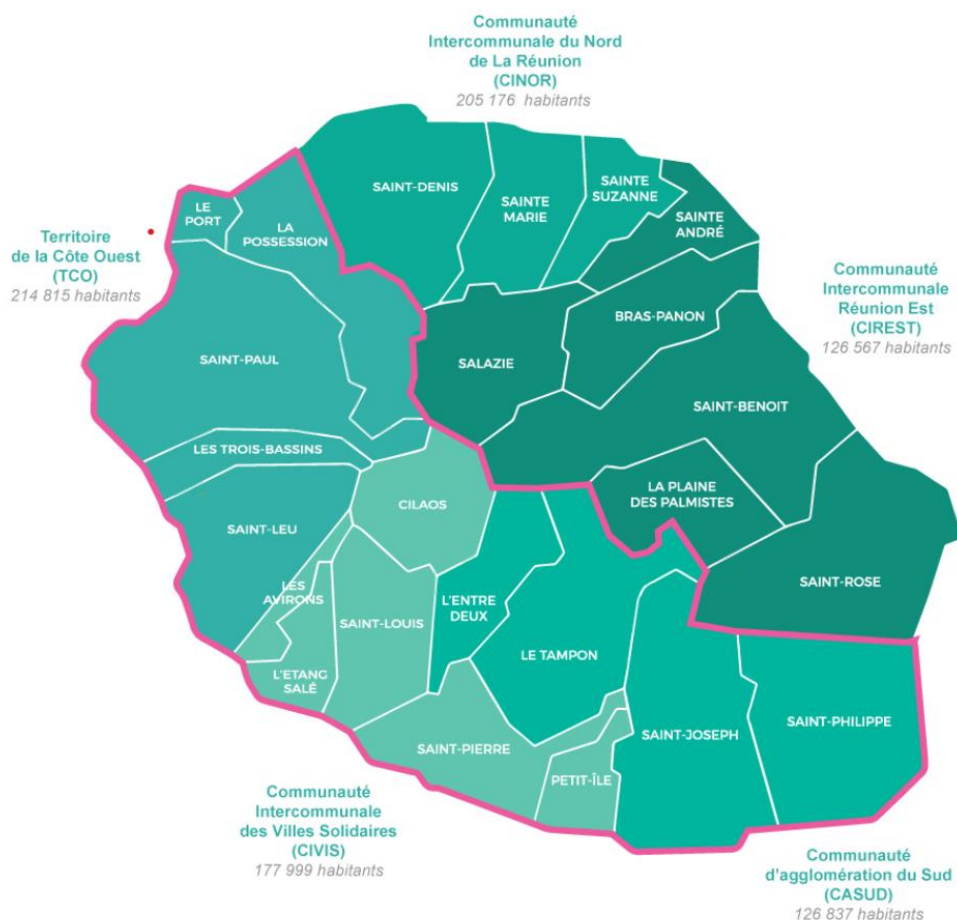 Communauté
Intercommunale du Nord
de La Réunion
(CINOR)
205 176 habitants
SAINT-DENIS
SAINTE
MARIE
SAINTE
SUZANNE
SAINTE
ANDRÉ
LE
PORT
LA
POSSESSION
Territoire
de la Côte Ouest
(TCO)
214 815 habitants
Communauté
Intercommunale
Réunion Est
(CIREST)
126 567 habitants
BRAS-PANON
SAINT-PAUL
SALAZIE
SAINT-BENOIT
LES TROIS-BASSINS
CILAOS
LA PLAINE
DES PALMISTES
SAINT-LEU
LES
AVIRONS
SAINT-LOUIS
L'ENTRE
DEUX
SAINT-ROSE
LE TAMPON
L'ETANG
SALÉ
SAINT-PIERRE
SAINT-JOSEPH
SAINT-PHILIPPE
PETIT-ÎLE
Communauté
Intercommunale
des Villes Solidaires
(CIVIS)
177 999 habitants
Communauté
d'agglomération du Sud
(CASUD)
126 837 habitants